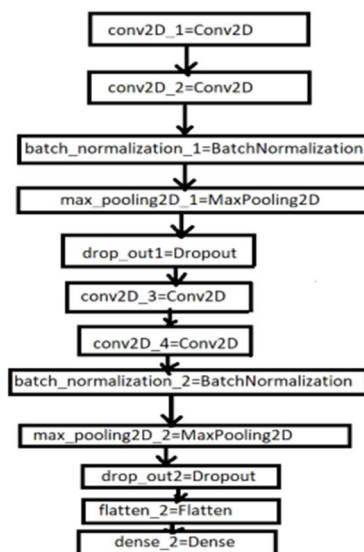 conv2D_1=Conv2D
conv2D_2=Conv2D
batch_normalization_1=BatchNormalization
max_pooling2D_1=MaxPooling2D
drop_out1=Dropout
conv2D_3=Conv2D
conv2D_4=Conv2D
batch_normalization_2=BatchNormalization
max_pooling2D_2=MaxPooling2D
drop_out2=Dropout
flatten_2=Flatten
dense_2=Dense